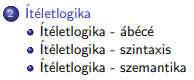 2 Ítéletlogika
Ítéletlogika - ábécé
Ítéletlogika - szintaxis
Ítéletlogika - szemantika